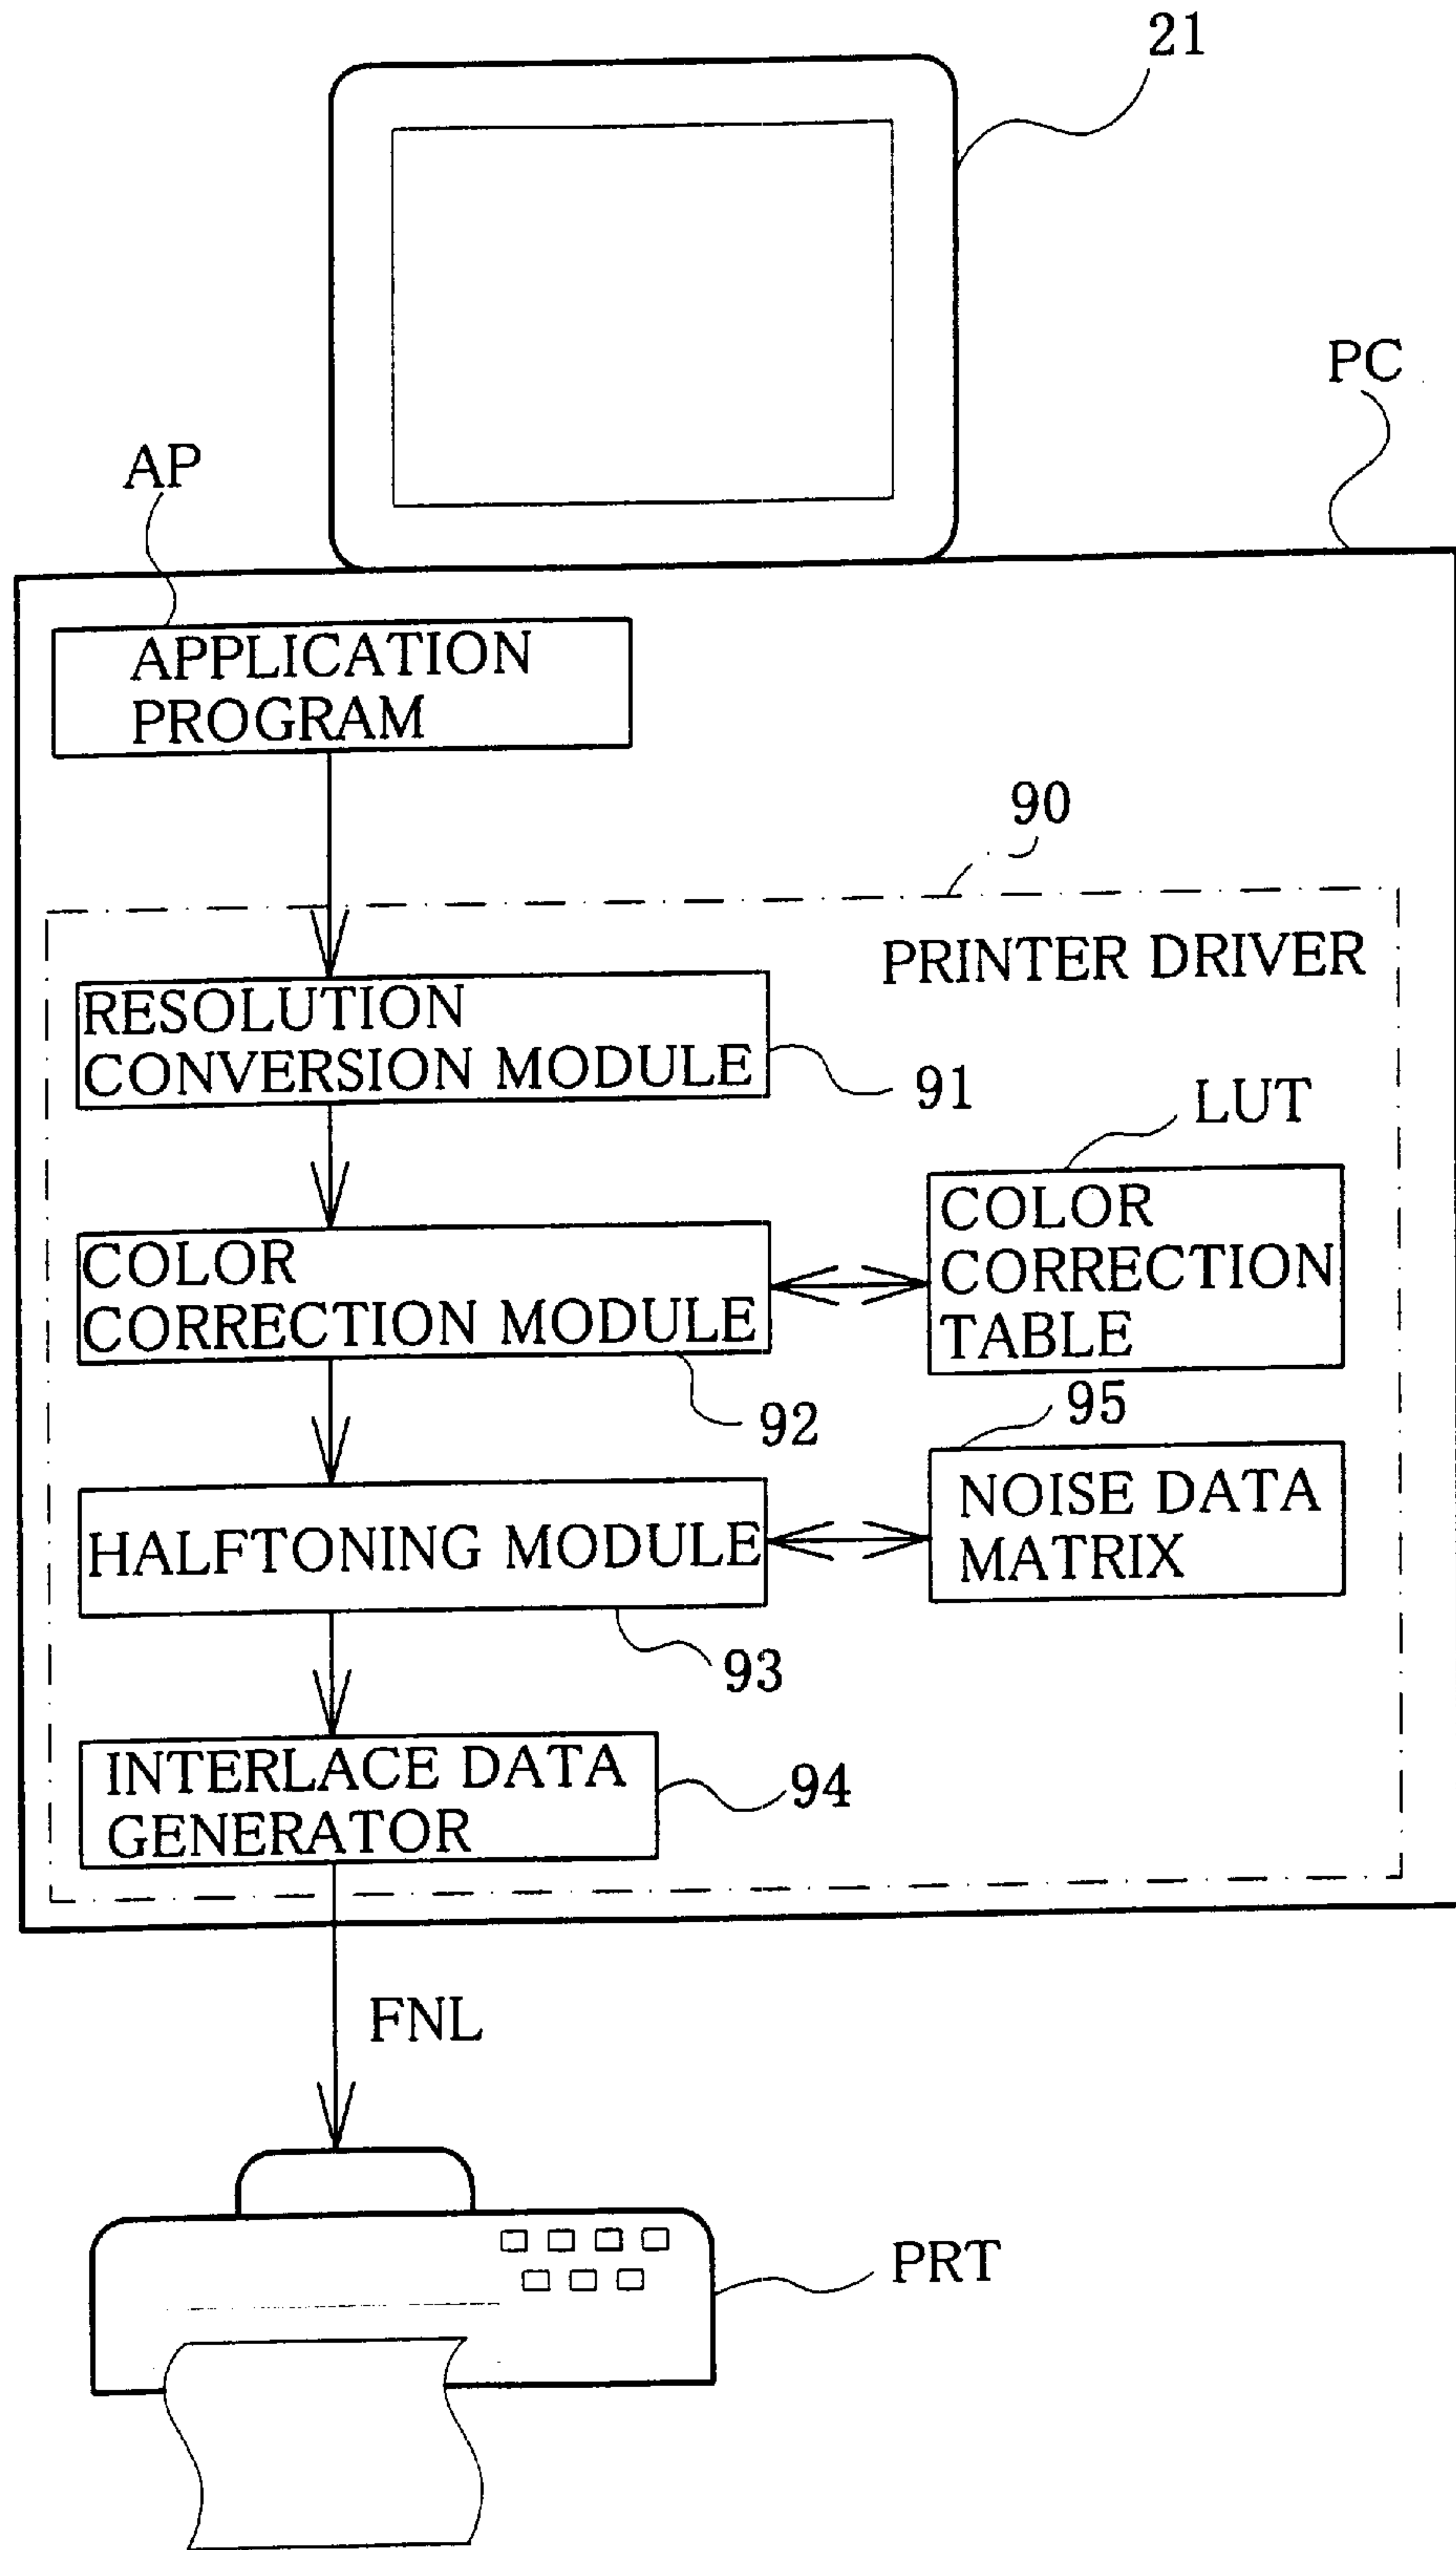 21
PC
AP
APPLICATION
PROGRAM
90
PRINTER DRIVER
RESOLUTION
CONVERSION MODULE
91
LUT
COLOR
CORRECTION MODULE
COLOR
CORRECTION
TABLE
92
95
HALFTONING MODULE
NOISE DATA
MATRIX
93
INTERLACE DATA
GENERATOR
94
FNL
PRT